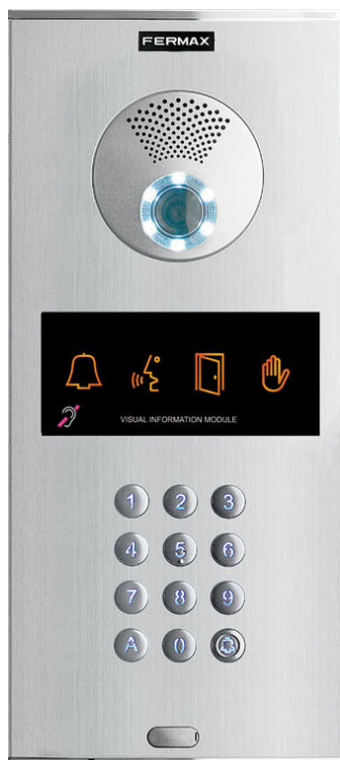 FERMAX
VISUAL INFORMATION MODULE
1 2 3
4 5 6
7 8 9
A 0